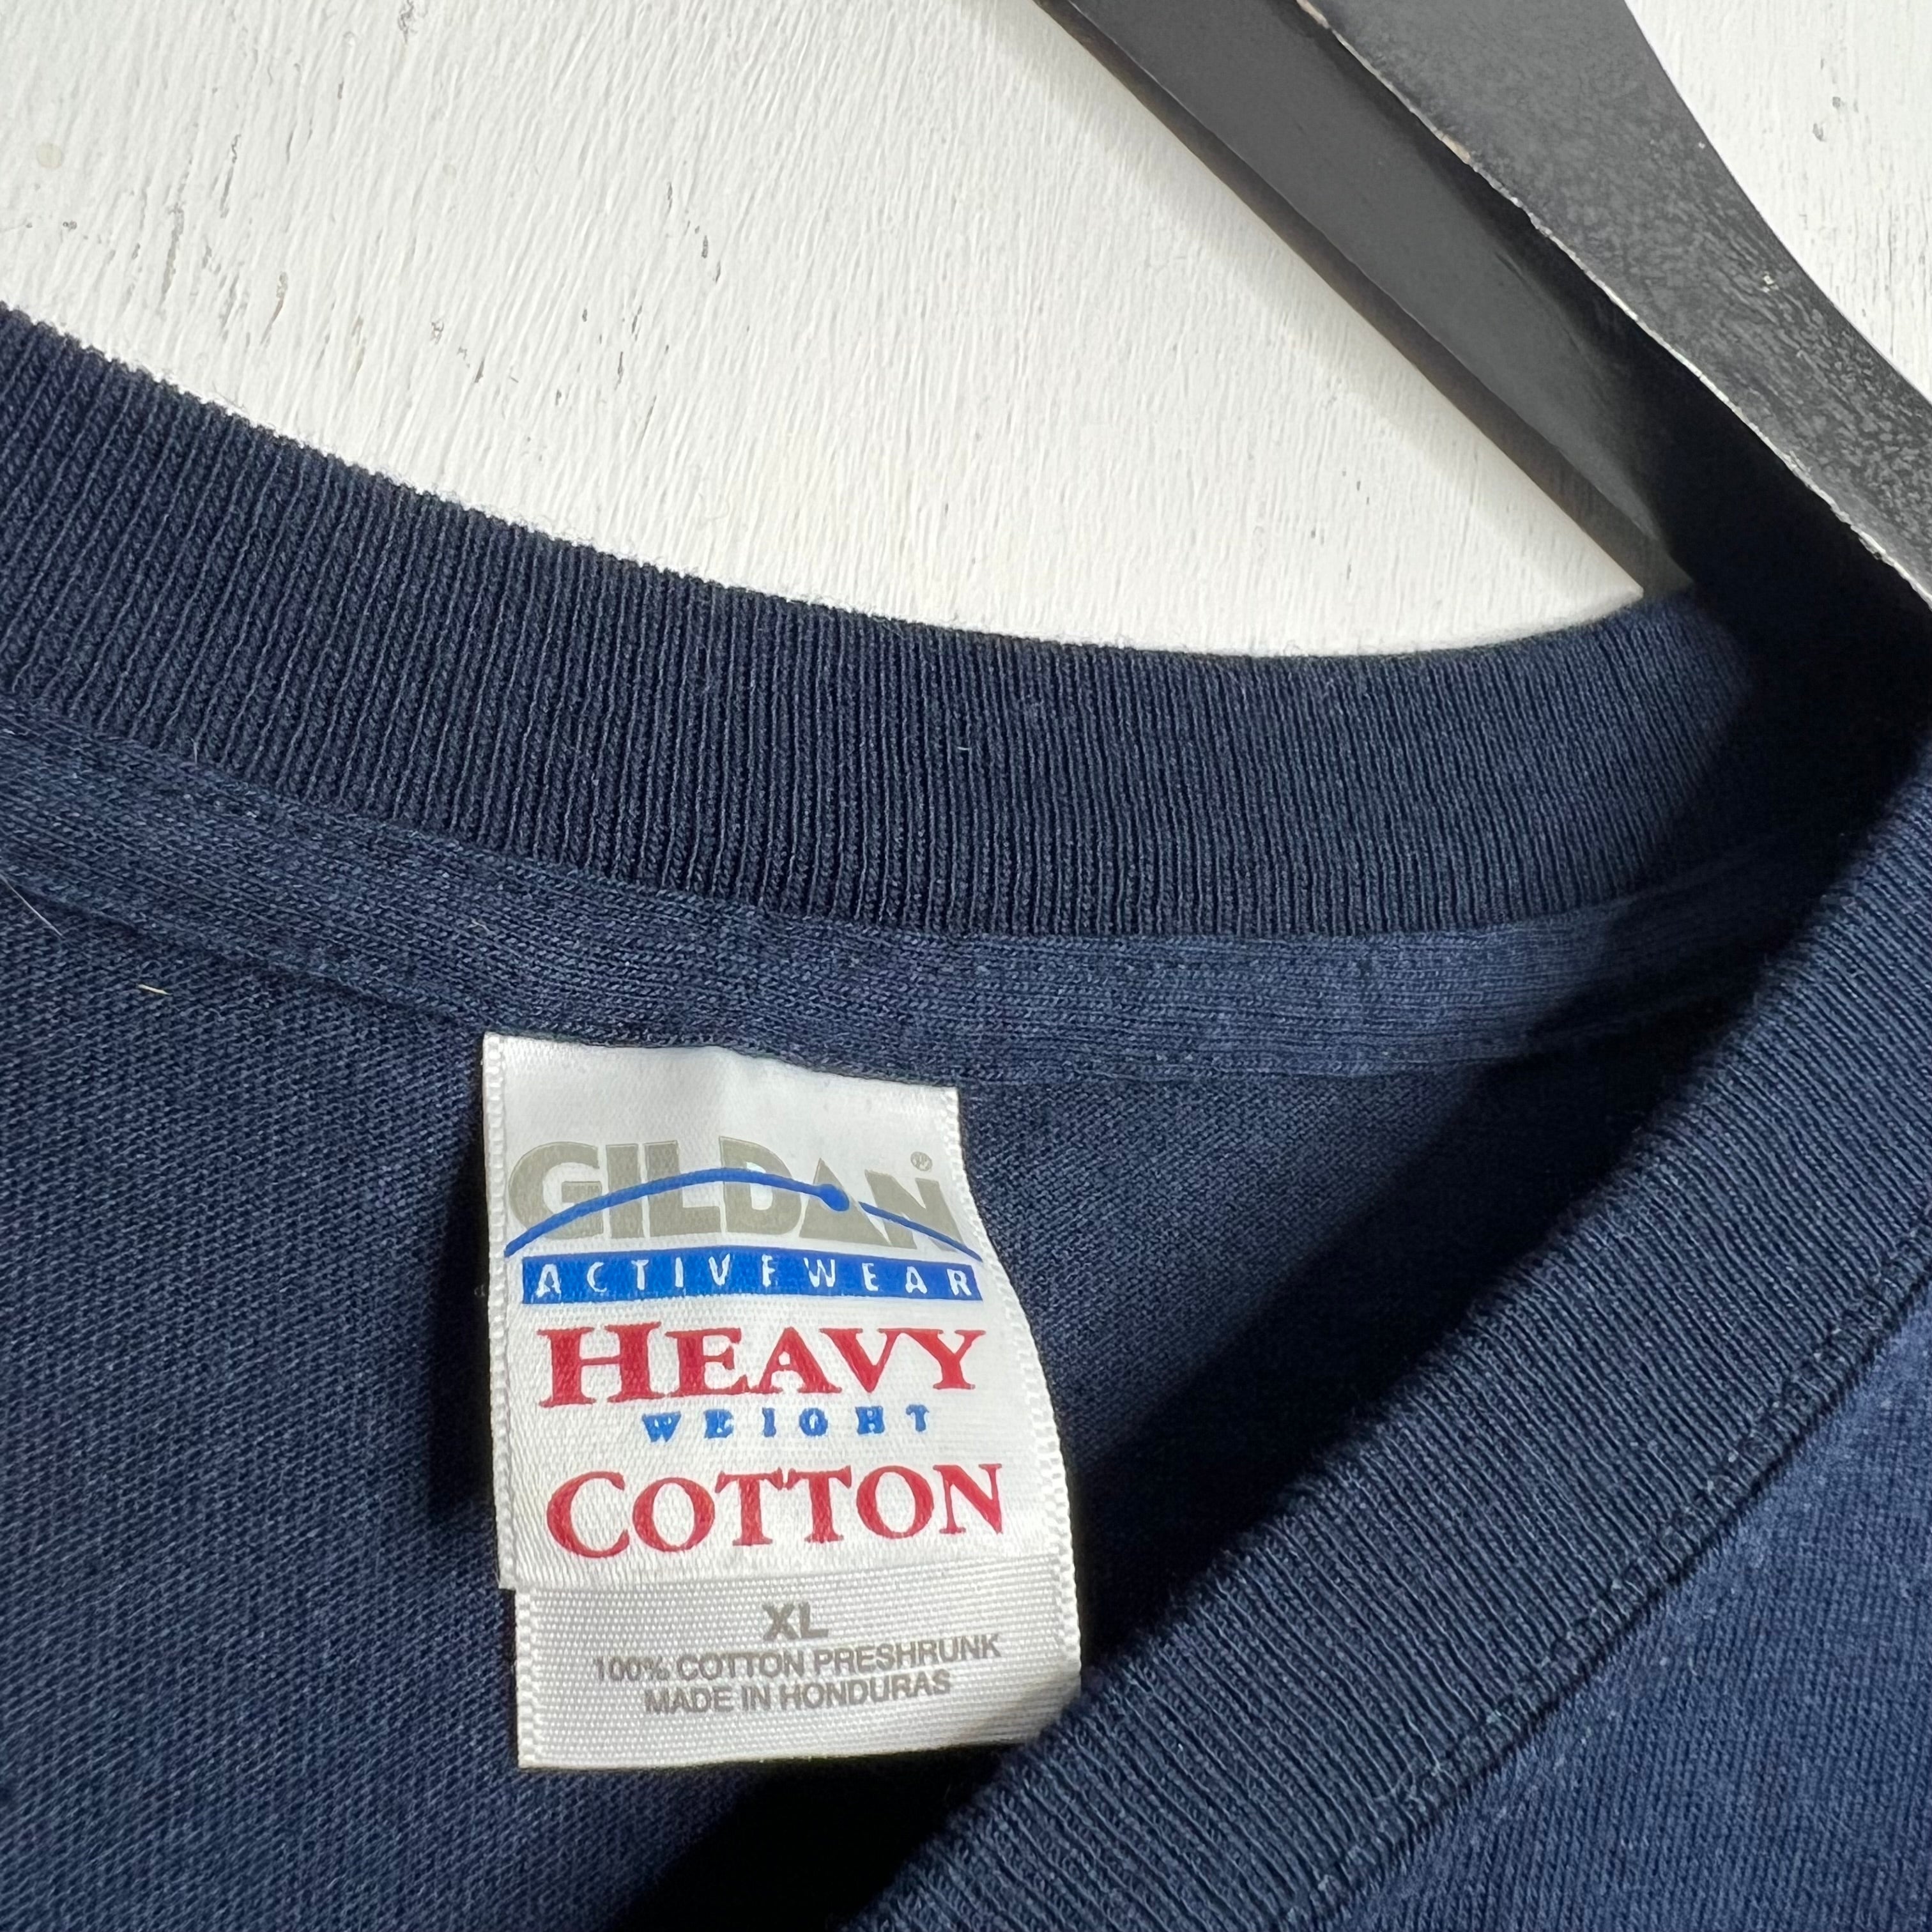 GILDAN®
ACTIVEWEAR
HEAVY
WEIGHT
COTTON
XL
100% COTTON PRESHRUNK
MADE IN HONDURAS